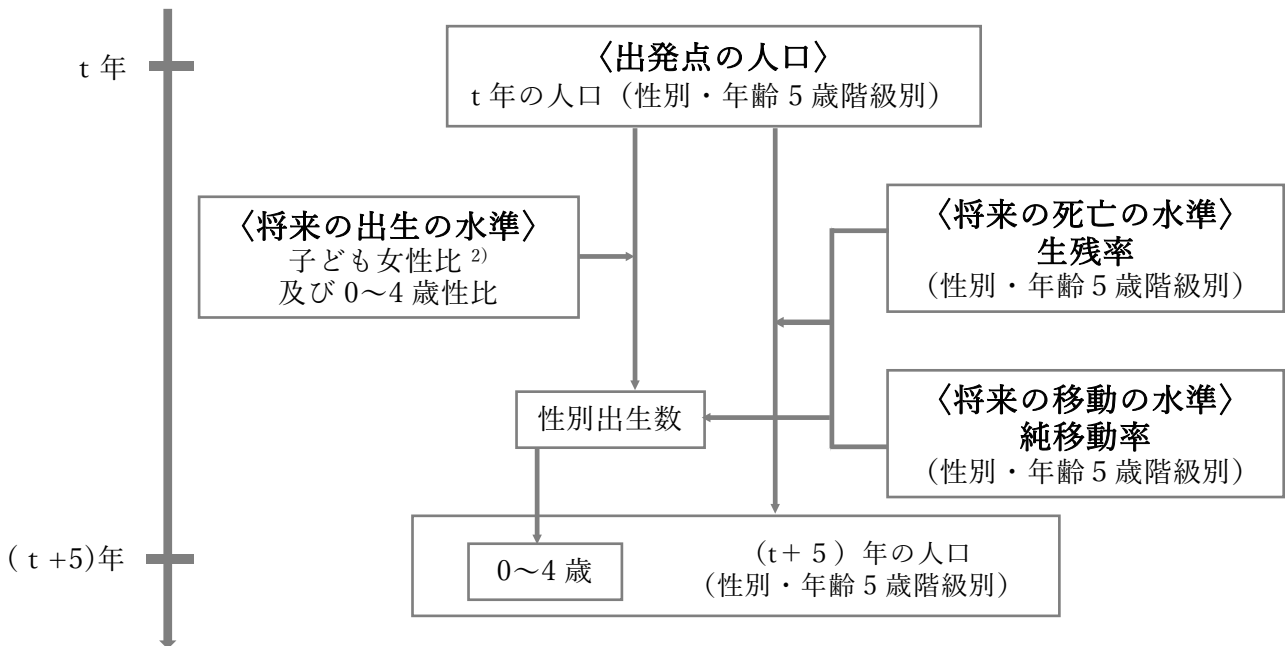 t 年
〈出発点の人口〉
t 年の人口（性別・年齢 5 歳階級別）
〈将来の出生の水準〉
子ども女性比 2)
及び 0～4 歳性比
〈将来の死亡の水準〉
生残率
（性別・年齢 5 歳階級別）
〈将来の移動の水準〉
純移動率
（性別・年齢 5 歳階級別）
性別出生数
( t +5)年
0～4 歳
（t＋ 5 ）年の人口
（性別・年齢 5 歳階級別）